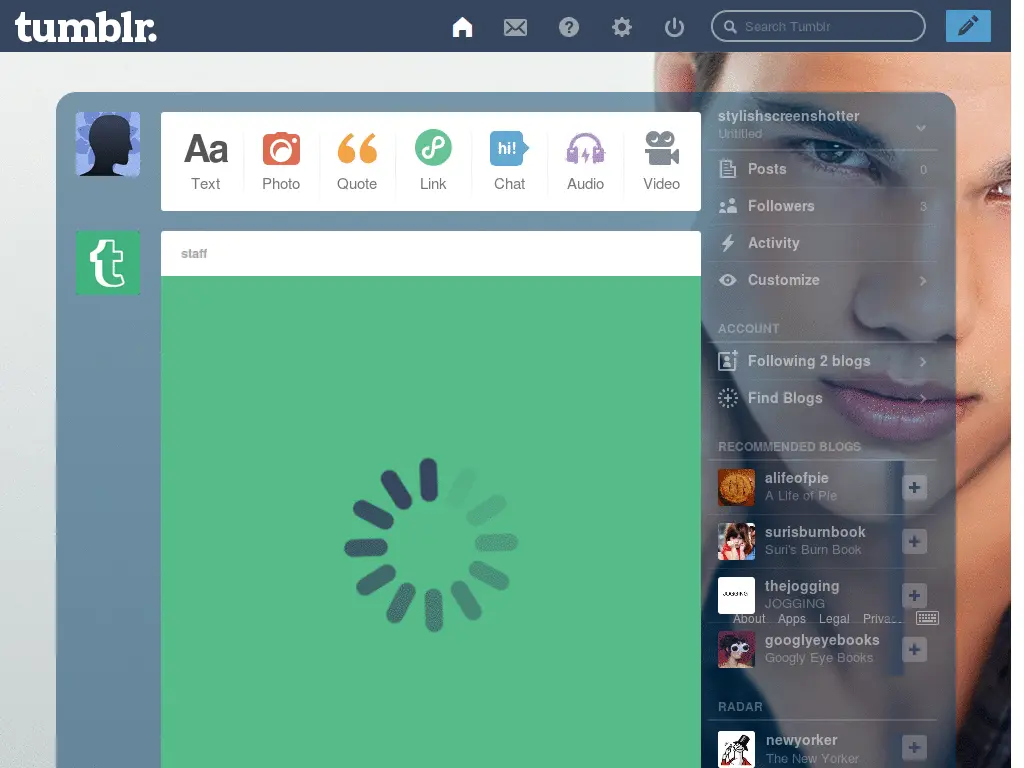 tumblr.
Search Tumblr
Aa
Text
Photo
Quote
Link
hi!
Chat
Audio
Video
staff
stylishscreenshotter
Untitled
Posts 0
Followers 3
Activity
Customize
ACCOUNT
Following 2 blogs
Find Blogs
RECOMMENDED BLOGS
alifeofpie
A Life of Pie
surisburnbook
Suri's Burn Book
JOGGING
thejogging
JOGGING
About Apps Legal Priva...
googlyeyebooks
Googly Eye Books
RADAR
newyorker
The New Yorker